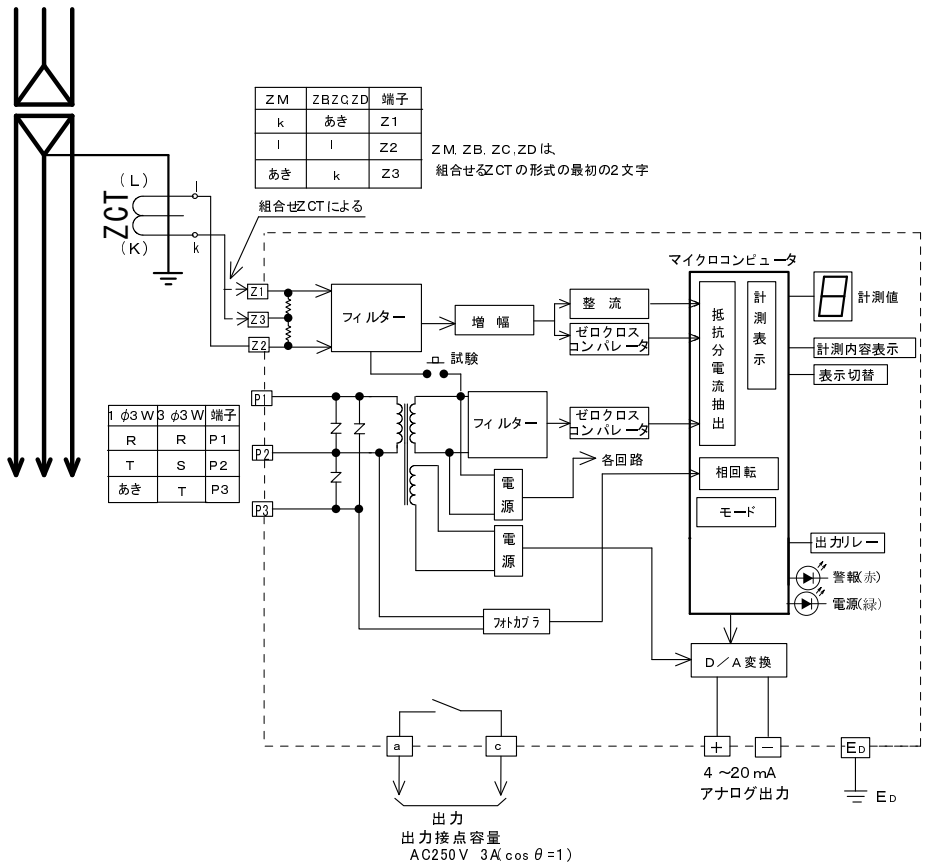 ZM ZB,ZC,ZD 端子
k あき Z1
l l Z2
あき k Z3
ZM, ZB, ZC ,ZDは、
組合せるZCTの形式の最初の2文字
組合せZCTによる
(L)
ZCT
(K)
l
k
マイクロコンピュータ
Z1
Z3
Z2
フィルター
増幅
整流
ゼロクロス
コンパレータ
抵抗分電流抽出
計測表示
計測値
計測内容表示
表示切替
試験
P1
P2
P3
1φ3W 3φ3W 端子
R R P1
T S P2
あき T P3
フィルター
ゼロクロス
コンパレータ
各回路
電源
電源
相回転
モード
出力リレー
警報(赤)
電源(緑)
フォトカプラ
D/A変換
a
c
+
−
ED
4~20mA
アナログ出力
ED
出力
出力接点容量
AC250V 3A(cosθ=1)